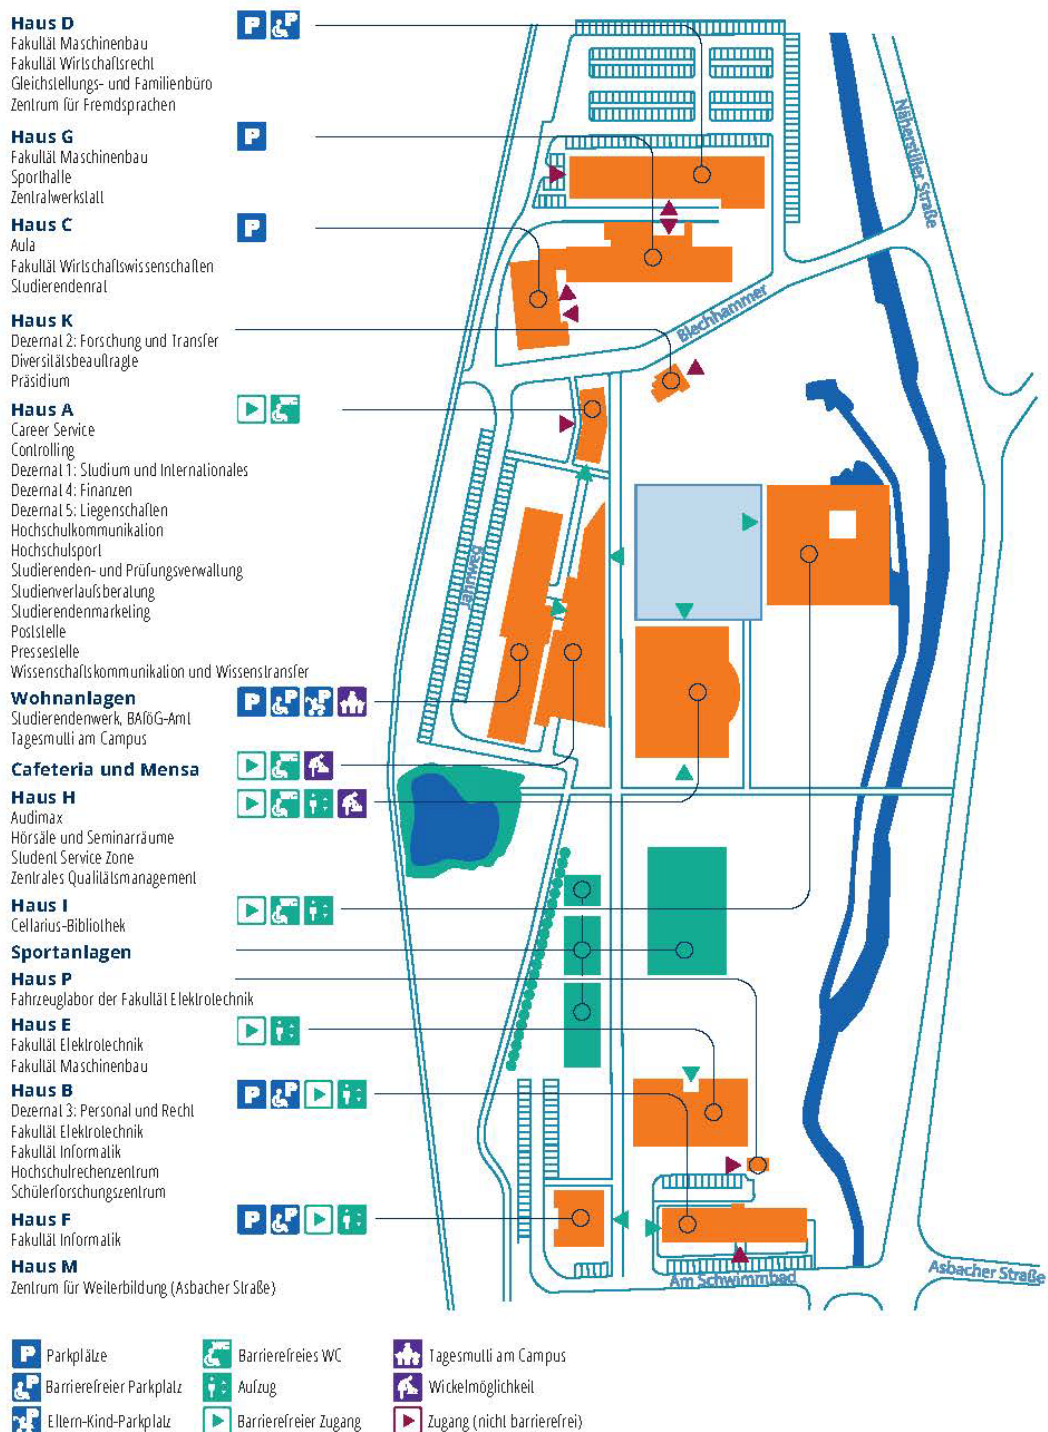 Haus D
Fakultät Maschinenbau
Fakultät Wirtschaftsrecht
Gleichstellungs- und Familienbüro
Zentrum für Fremdsprachen
Haus G
Fakultät Maschinenbau
Sporthalle
Zentralwerkstatt
Haus C
Aula
Fakultät Wirtschaftswissenschaften
Studierendenrat
Haus K
Dezernat 2: Forschung und Transfer
Diversitätsbeauftragte
Präsidium
Haus A
Career Service
Controlling
Dezernat 1: Studium und Internationales
Dezernat 4: Finanzen
Dezernat 5: Liegenschaften
Hochschulkommunikation
Hochschulsport
Studierenden- und Prüfungsverwaltung
Studienverlaufsberatung
Studierendenmarketing
Poststelle
Pressestelle
Wissenschaftskommunikation und Wissenstransfer
Wohnanlagen
Studierendenwerk, BAföG-Amt
Tagesmutti am Campus
Cafeteria und Mensa
Haus H
Audimax
Hörsäle und Seminarräume
Student Service Zone
Zentrales Qualitätsmanagement
Haus I
Cellarius-Bibliothek
Sportanlagen
Haus P
Fahrzeuglabor der Fakultät Elektrotechnik
Haus E
Fakultät Elektrotechnik
Fakultät Maschinenbau
Haus B
Dezernat 3: Personal und Recht
Fakultät Elektrotechnik
Fakultät Informatik
Hochschulrechenzentrum
Schülerforschungszentrum
Haus F
Fakultät Informatik
Haus M
Zentrum für Weiterbildung (Asbacher Straße)
Näherstiller Straße
Blechhammer
Jahnweg
Am Schwimmbad
Asbacher Straße
P Parkplätze
Barrierefreier Parkplatz
Eltern-Kind-Parkplatz
WC Barrierefreies WC
Aufzug
Barrierefreier Zugang
Tagesmutti am Campus
Wickelmöglichkeit
Zugang (nicht barrierefrei)